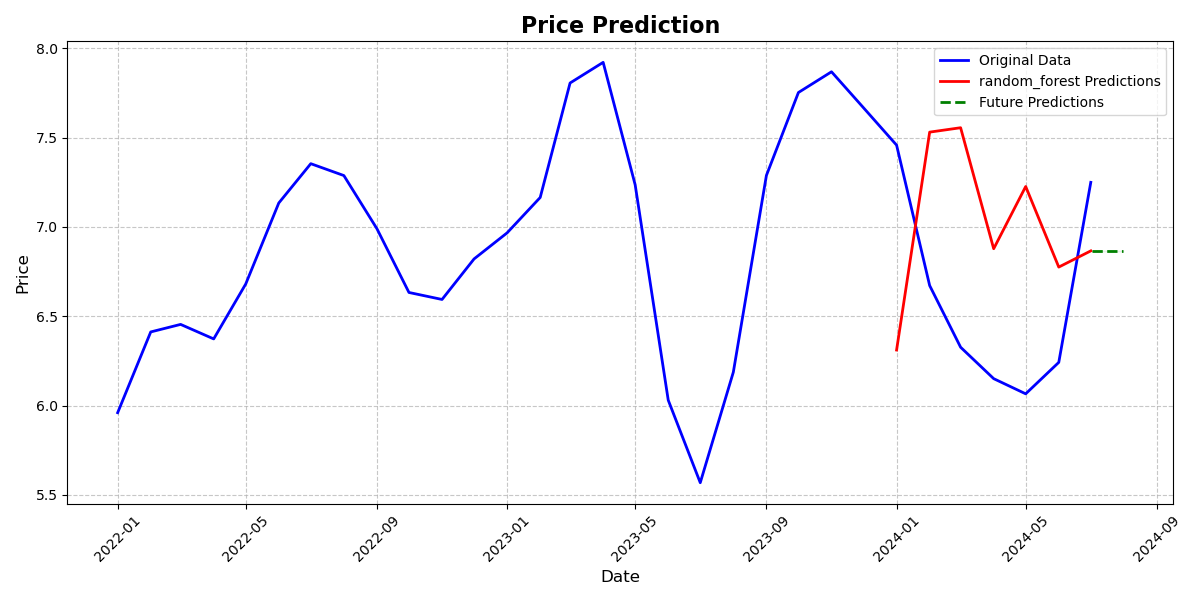 Price Prediction
Original Data
random_forest Predictions
Future Predictions
8.0
7.5
7.0
6.5
6.0
5.5
Price
2022-01
2022-05
2022-09
2023-01
2023-05
2023-09
2024-01
2024-05
2024-09
Date